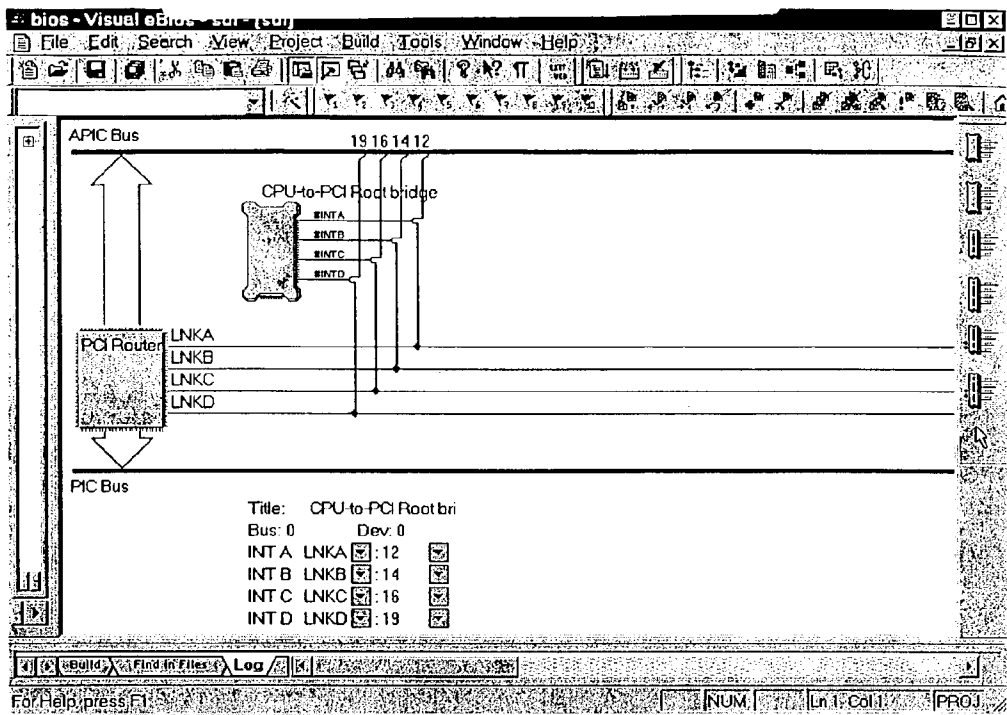 bios - Visual eBios - sdf - [sdf]
File Edit Search View Project Build Tools Window Help
APIC Bus
19 16 14 12
CPU-to-PCI Root bridge
#INTA
#INTB
#INTC
#INTD
PCI Router
LNKA
LNKB
LNKC
LNKD
PIC Bus
Title: CPU-to-PCI Root bri
Bus: 0 Dev: 0
INT A LNKA : 12
INT B LNKB : 14
INT C LNKC : 16
INT D LNKD : 19
Build Find in Files Log
For Help, press F1 NUM Ln 1, Col 1 PROJ